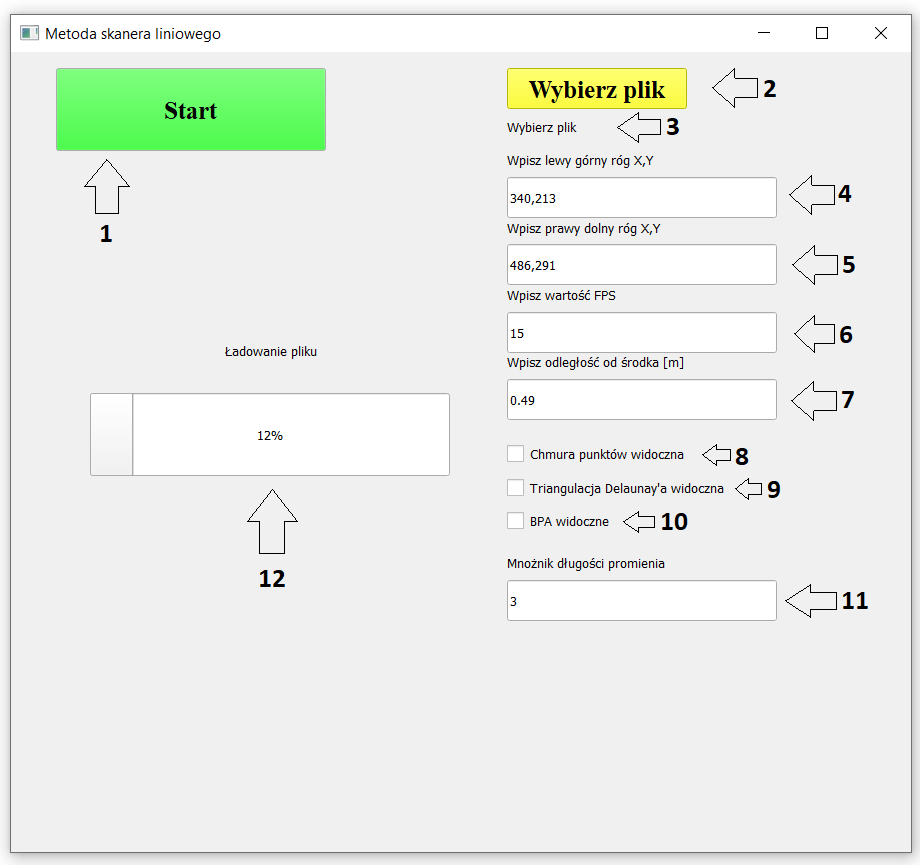 Metoda skanera liniowego
Start
1
Wybierz plik
2
Wybierz plik
3
Wpisz lewy górny róg X,Y
340,213
4
Wpisz prawy dolny róg X,Y
486,291
5
Wpisz wartość FPS
15
6
Wpisz odległość od środka [m]
0.49
7
Chmura punktów widoczna
8
Triangulacja Delaunay'a widoczna
9
BPA widoczne
10
Mnożnik długości promienia
3
11
Ładowanie pliku
12%
12